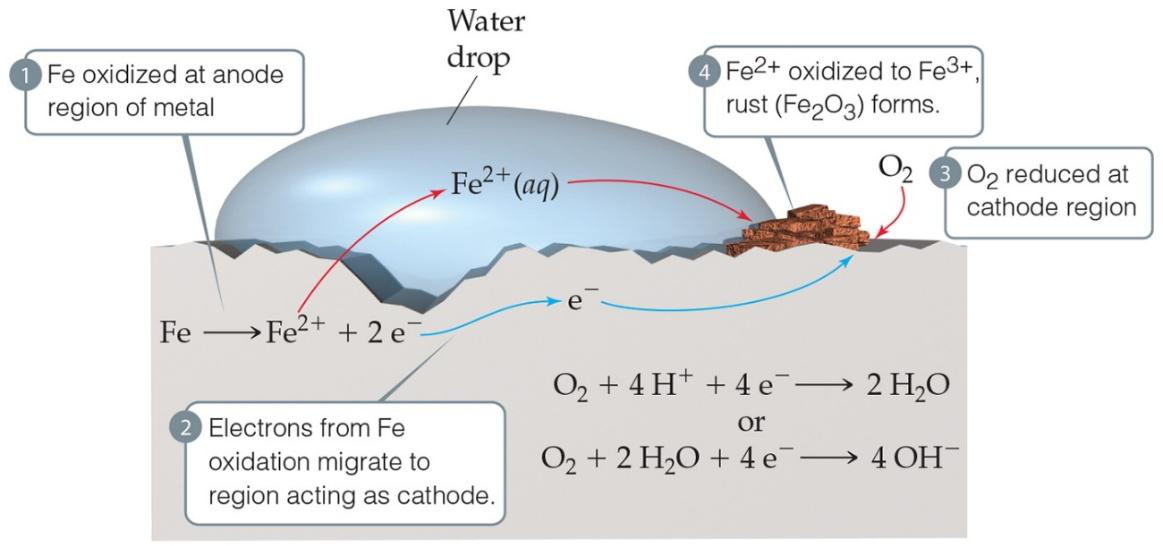 Water
drop
1 Fe oxidized at anode
region of metal
4 Fe²⁺ oxidized to Fe³⁺,
rust (Fe₂O₃) forms.
O₂
3 O₂ reduced at
cathode region
Fe²⁺(aq)
e⁻
Fe ⟶ Fe²⁺ + 2 e⁻
O₂ + 4 H⁺ + 4 e⁻ ⟶ 2 H₂O
or
O₂ + 2 H₂O + 4 e⁻ ⟶ 4 OH⁻
2 Electrons from Fe
oxidation migrate to
region acting as cathode.